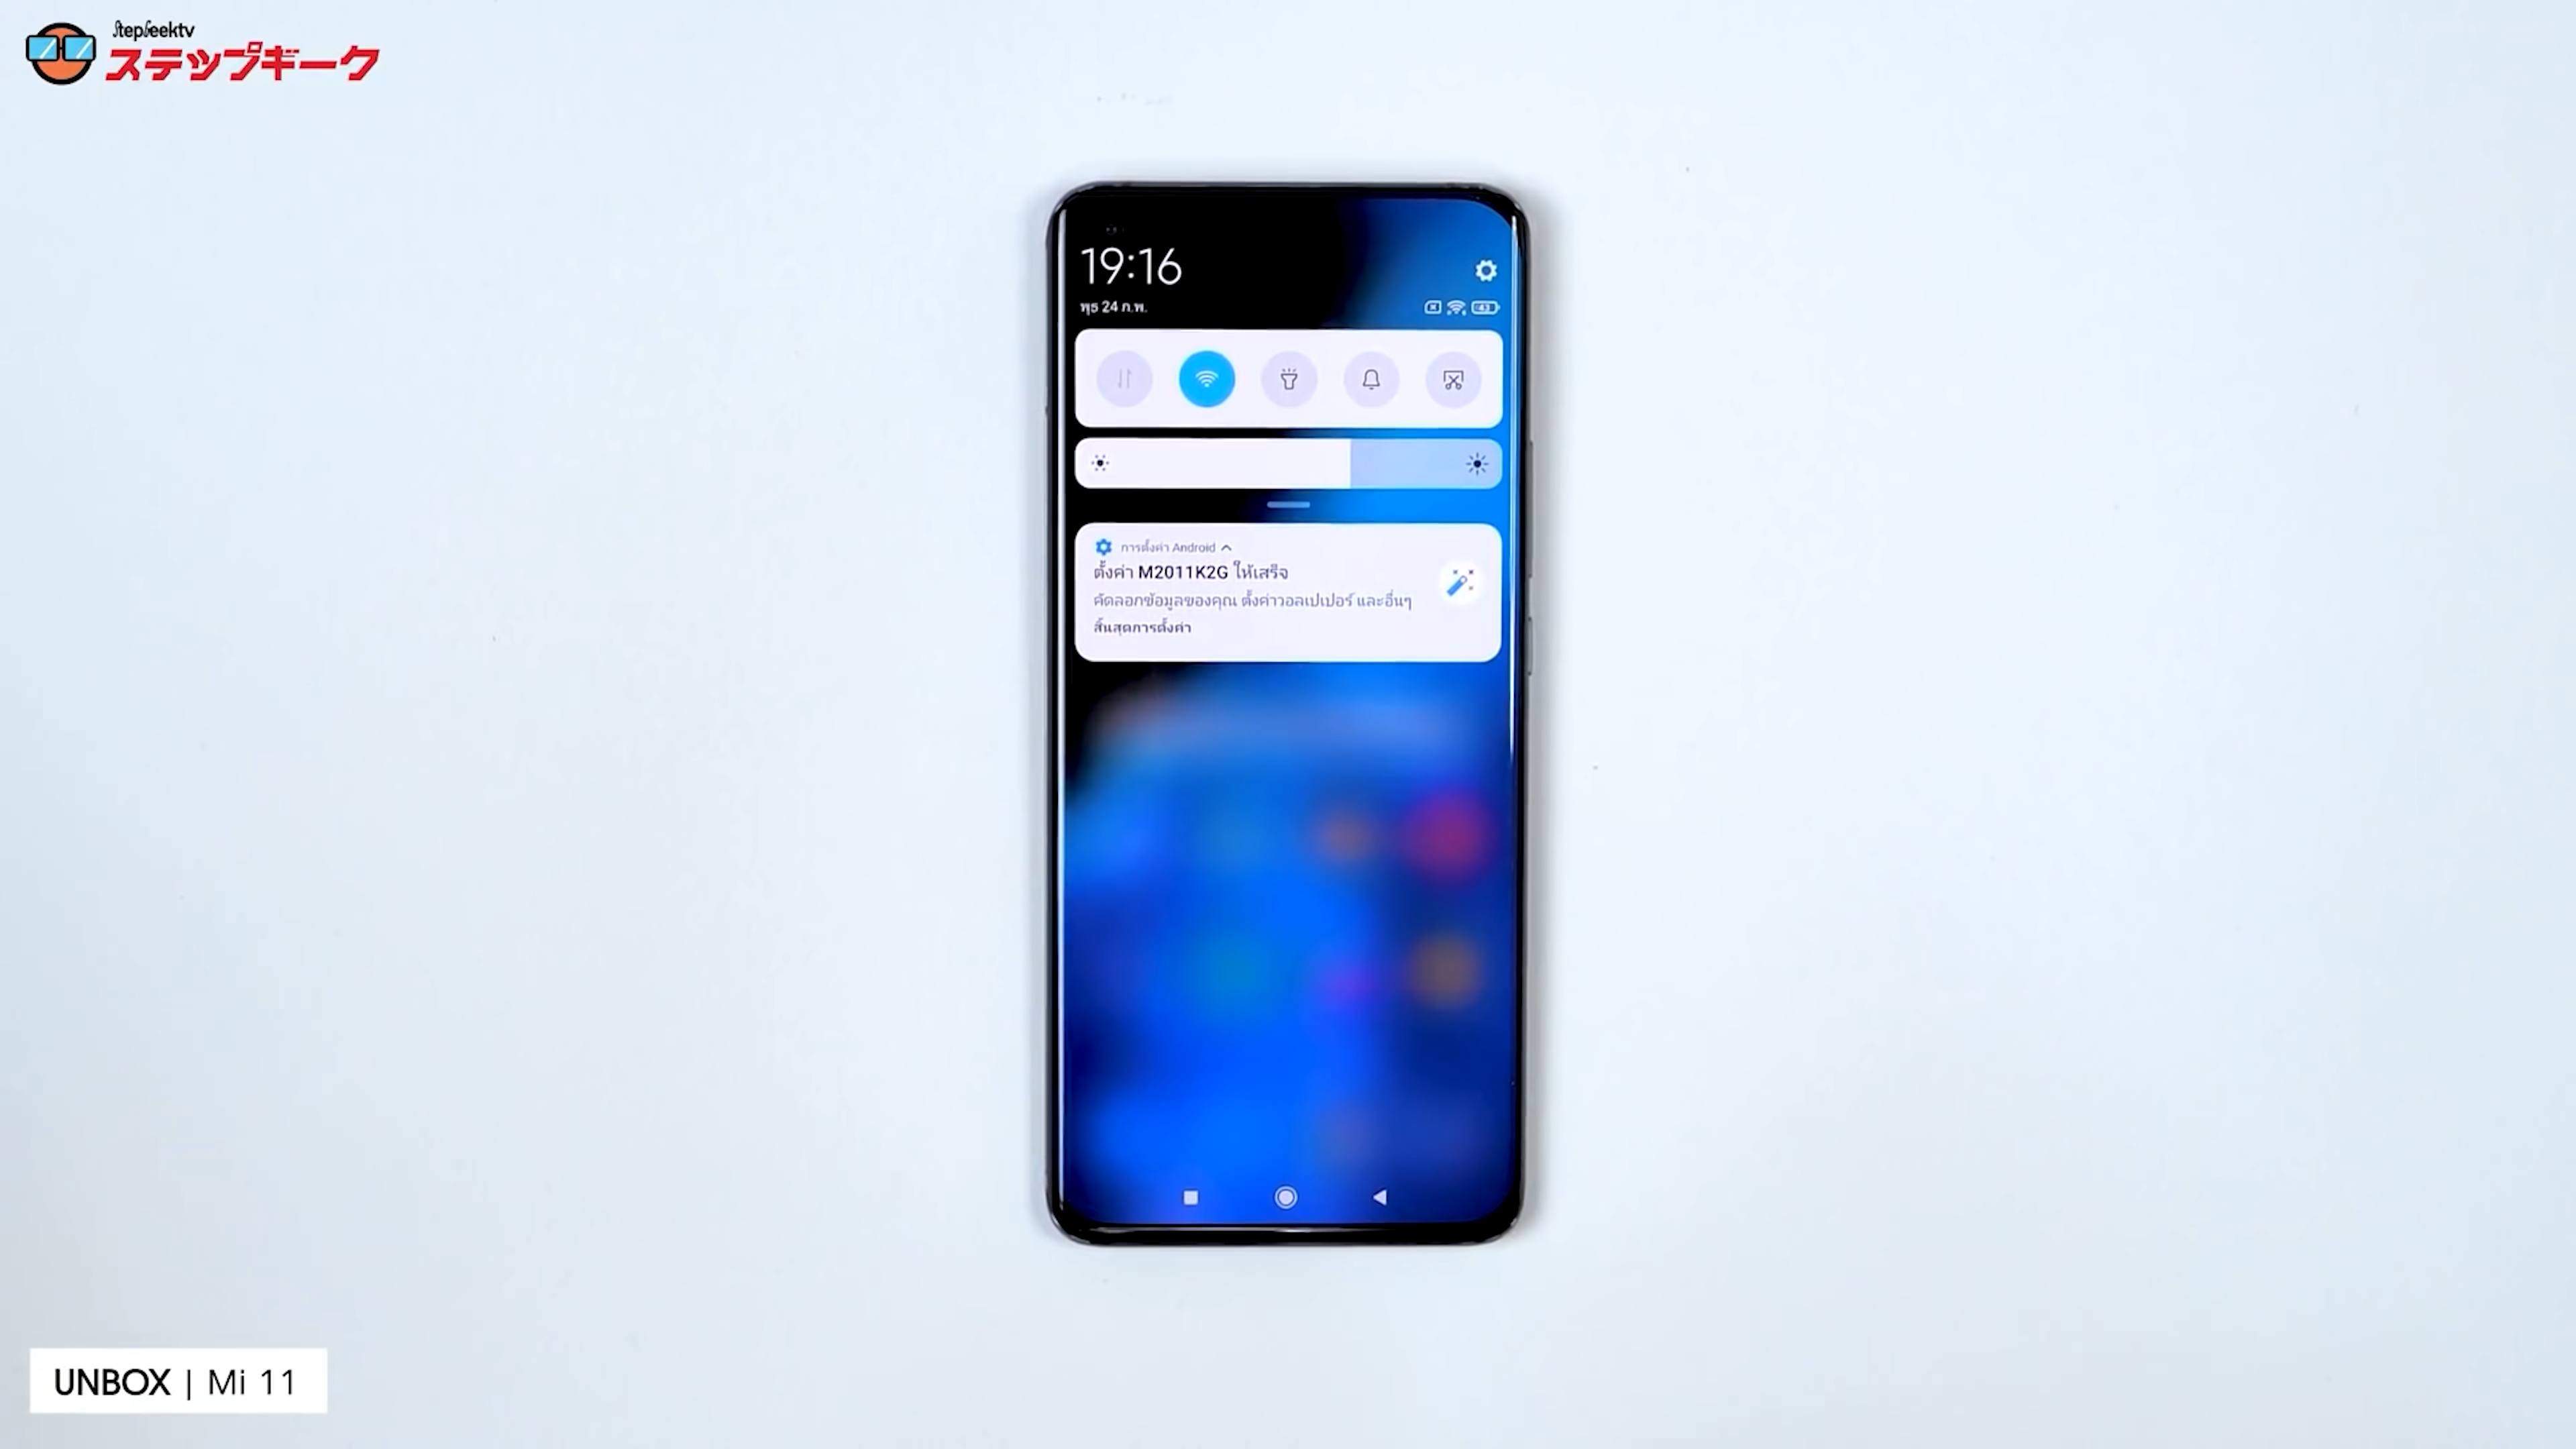 StepGeektv
ステップギーク
19:16
พุธ 24 ก.พ.
43
การตั้งค่า Android
ตั้งค่า M2011K2G ให้เสร็จ
คัดลอกข้อมูลของคุณ ตั้งค่าวอลเปเปอร์ และอื่นๆ
สิ้นสุดการตั้งค่า
UNBOX | Mi 11